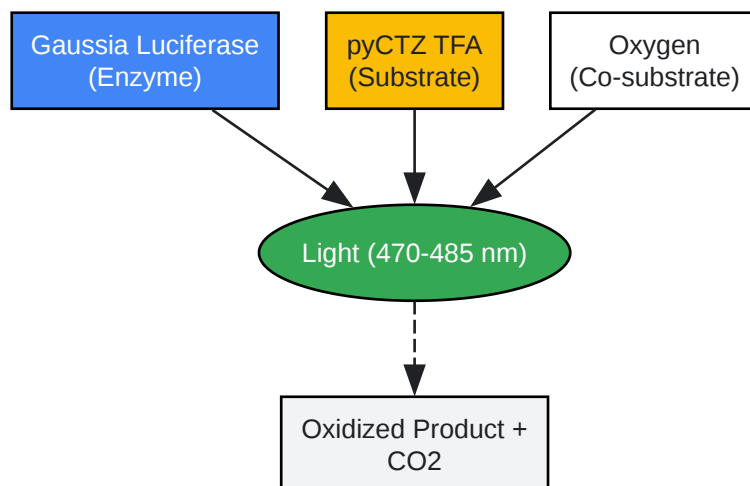 Gaussia Luciferase
(Enzyme)
pyCTZ TFA
(Substrate)
Oxygen
(Co-substrate)
Light (470-485 nm)
Oxidized Product +
CO2